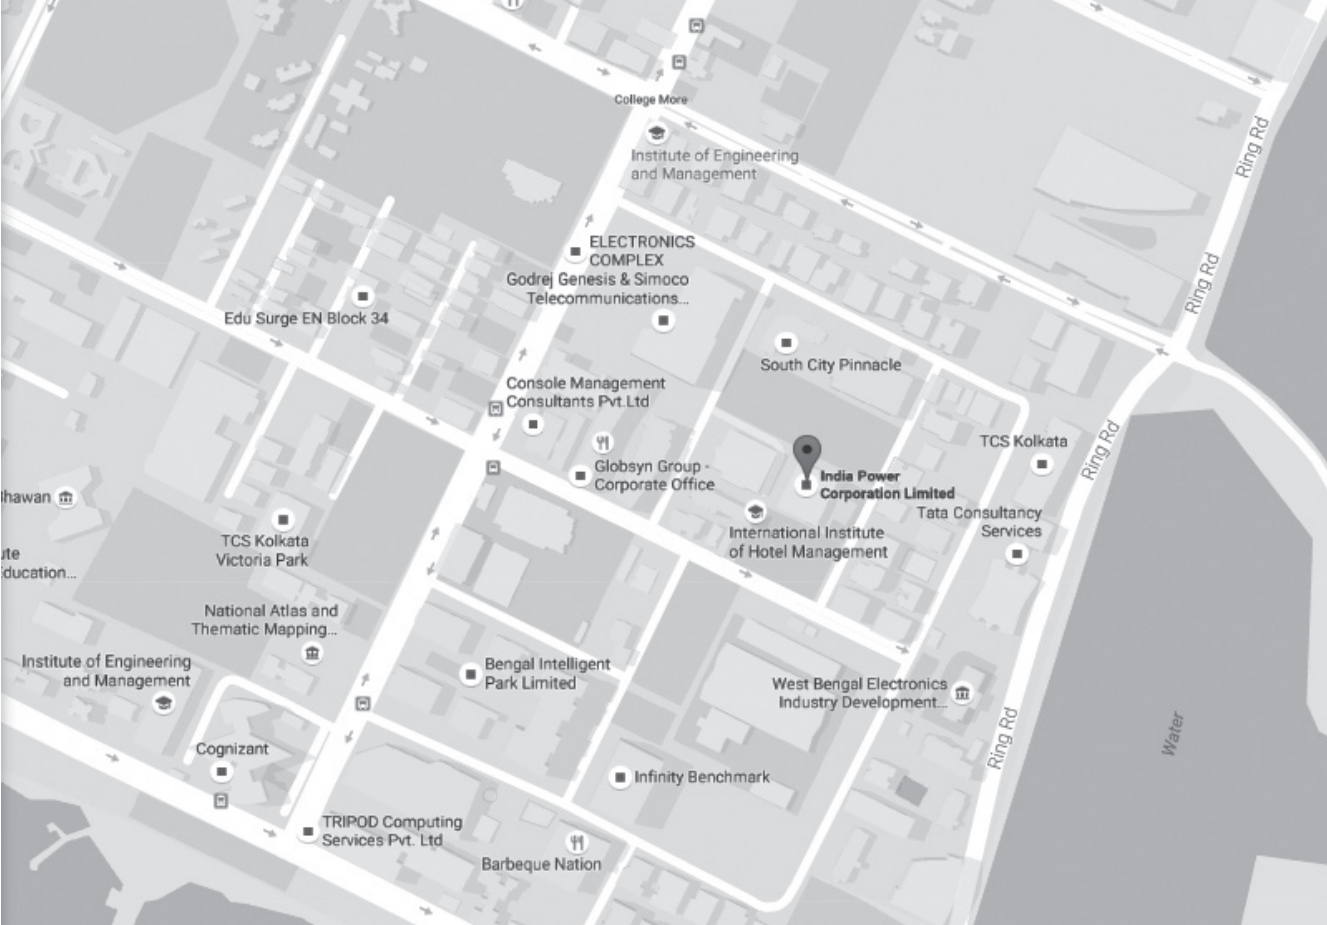 College More
Institute of Engineering
and Management
Ring Rd
ELECTRONICS
COMPLEX
Godrej Genesis & Simoco
Telecommunications...
Ring Rd
Edu Surge EN Block 34
South City Pinnacle
Console Management
Consultants Pvt.Ltd
TCS Kolkata
Ring Rd
Globsyn Group -
Corporate Office
India Power
Corporation Limited
Bhawan
Tata Consultancy
Services
International Institute
of Hotel Management
TCS Kolkata
Victoria Park
ute
Education...
National Atlas and
Thematic Mapping...
Institute of Engineering
and Management
Bengal Intelligent
Park Limited
West Bengal Electronics
Industry Development...
Ring Rd
Water
Cognizant
Infinity Benchmark
TRIPOD Computing
Services Pvt. Ltd
Barbeque Nation